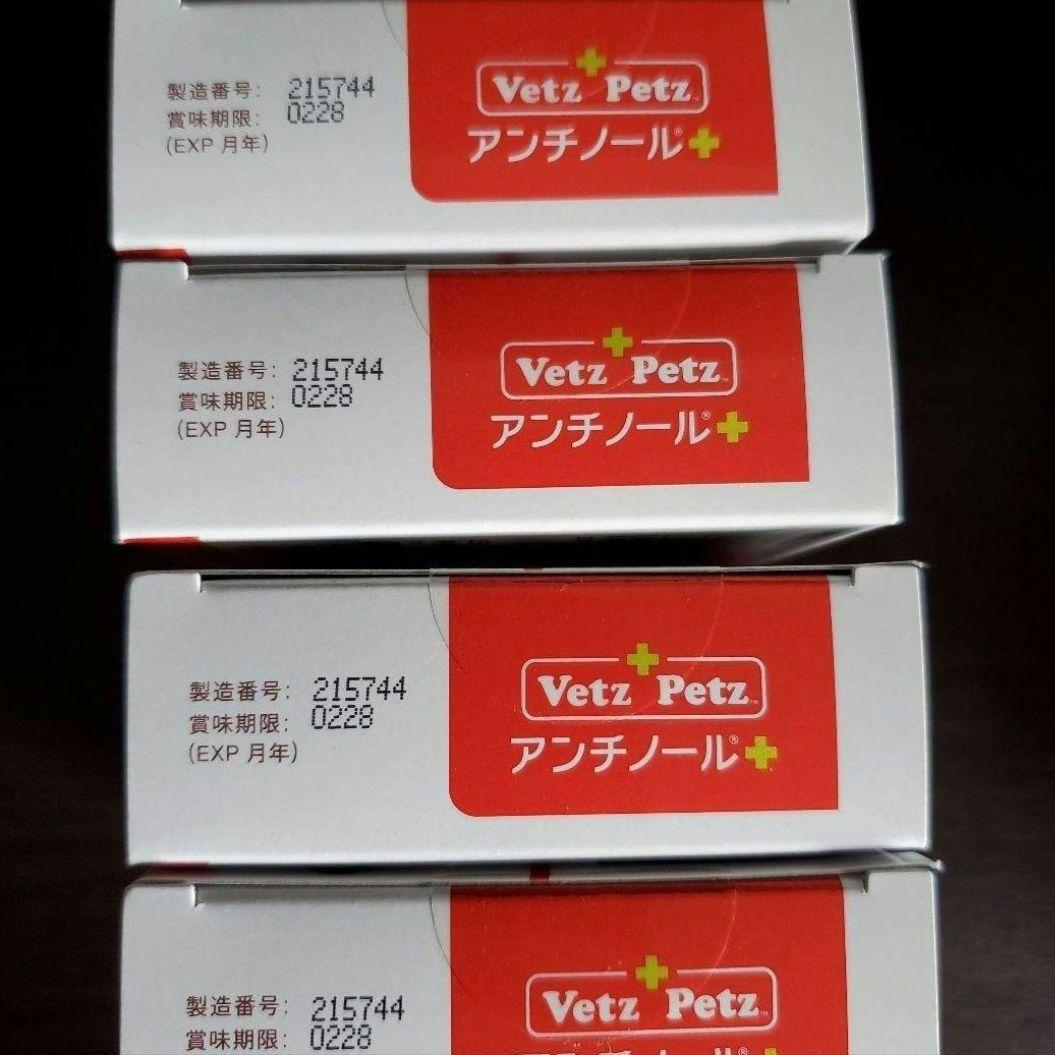 製造番号: 215744
賞味期限: 0228
(EXP 月年)
Vetz Petz
アンチノール®+
製造番号: 215744
賞味期限: 0228
(EXP 月年)
Vetz Petz™
アンチノール®+
製造番号: 215744
賞味期限: 0228
(EXP 月年)
Vetz Petz™
アンチノール®+
製造番号: 215744
賞味期限: 0228
Vetz Petz